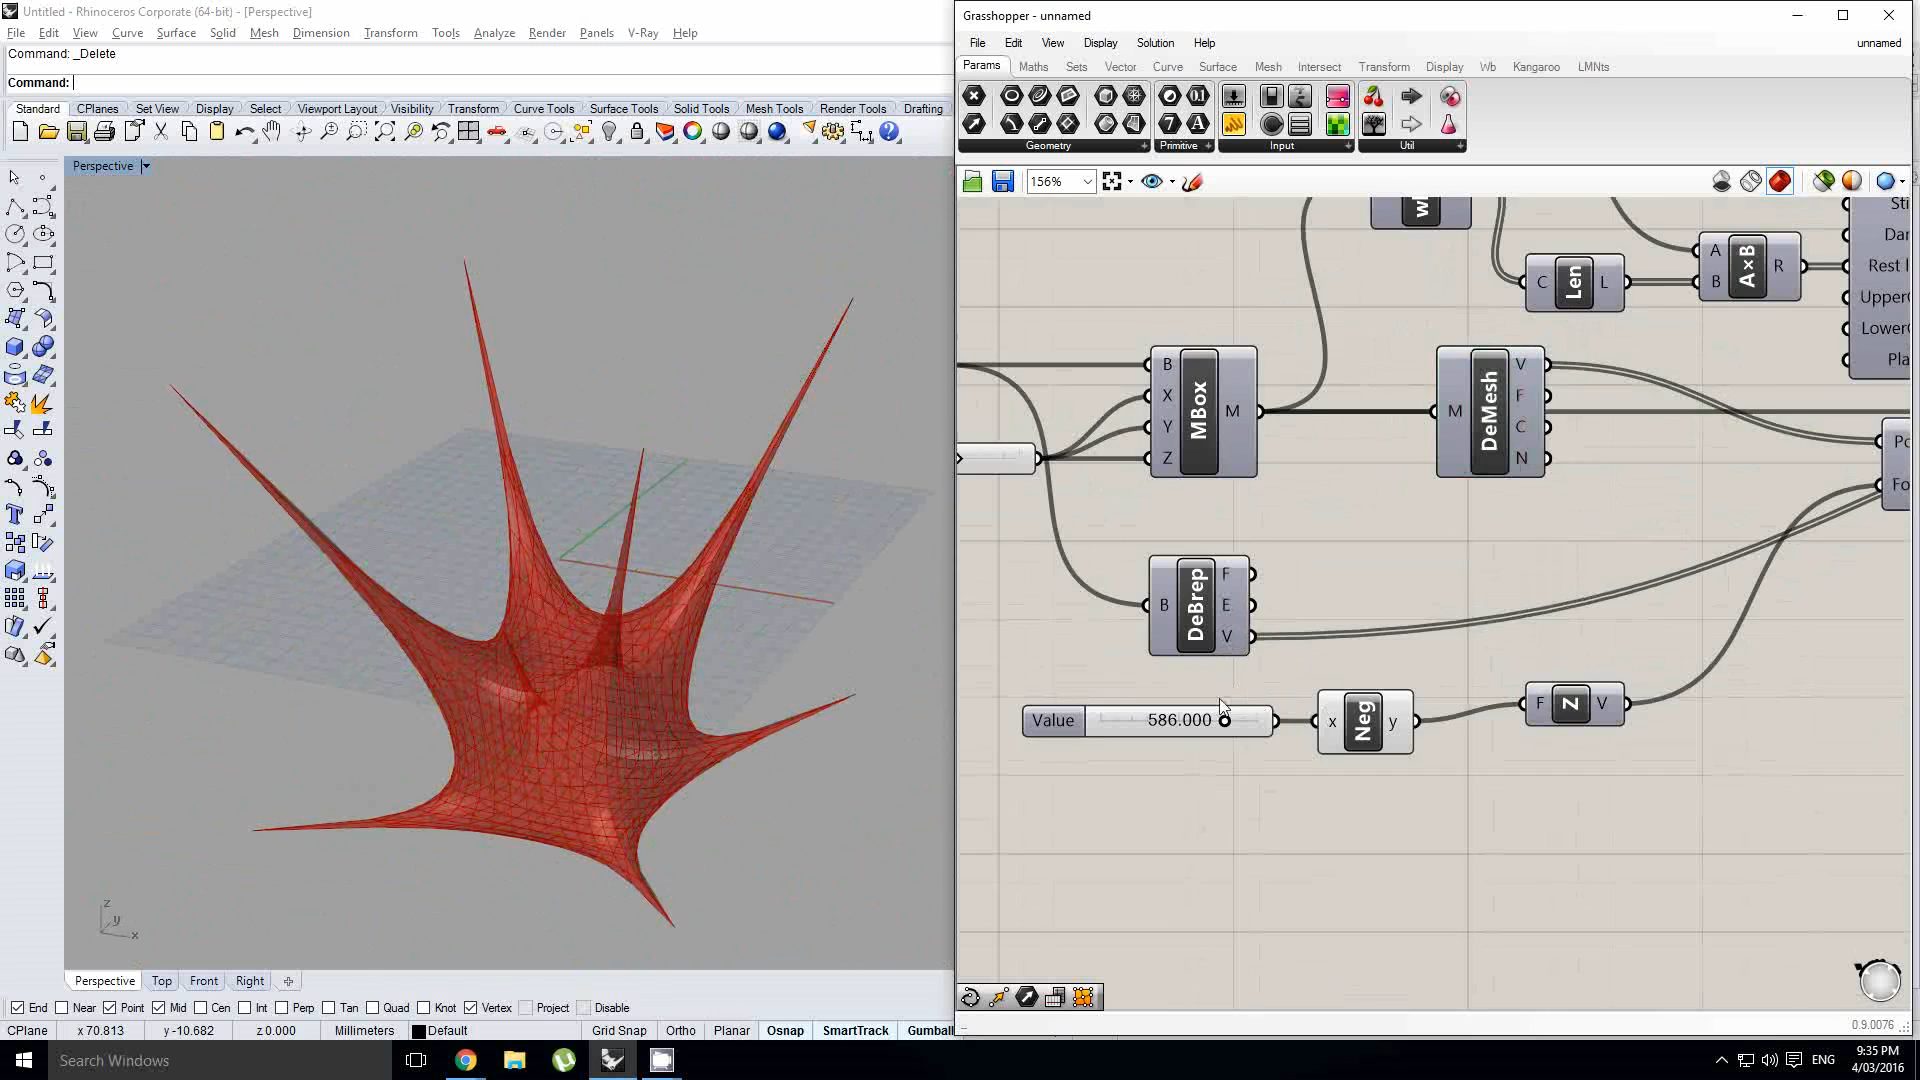 Untitled - Rhinoceros Corporate (64-bit) - [Perspective]
File Edit View Curve Surface Solid Mesh Dimension Transform Tools Analyze Render Panels V-Ray Help
Command: _Delete
Command:
Standard CPlanes Set View Display Select Viewport Layout Visibility Transform Curve Tools Surface Tools Solid Tools Mesh Tools Render Tools Drafting
Perspective
z
y
x
Perspective Top Front Right
End Near Point Mid Cen Int Perp Tan Quad Knot Vertex Project Disable
CPlane x 70.813 y -10.682 z 0.000 Millimeters Default Grid Snap Ortho Planar Osnap SmartTrack Gumball
Grasshopper - unnamed
File Edit View Display Solution Help unnamed
Params Maths Sets Vector Curve Surface Mesh Intersect Transform Display Wb Kangaroo LMNts
Geometry Primitive Input Util
156%
Dar
A B A×B R
Rest l
C Len L
Upper
Lower
Pla
B X Y Z MBox M
M DeMesh V F C N
Po
Fo
B DeBrep F E V
Value 586.000
x Neg y
F Z V
0.9.0076
Search Windows
ENG
9:35 PM
4/03/2016